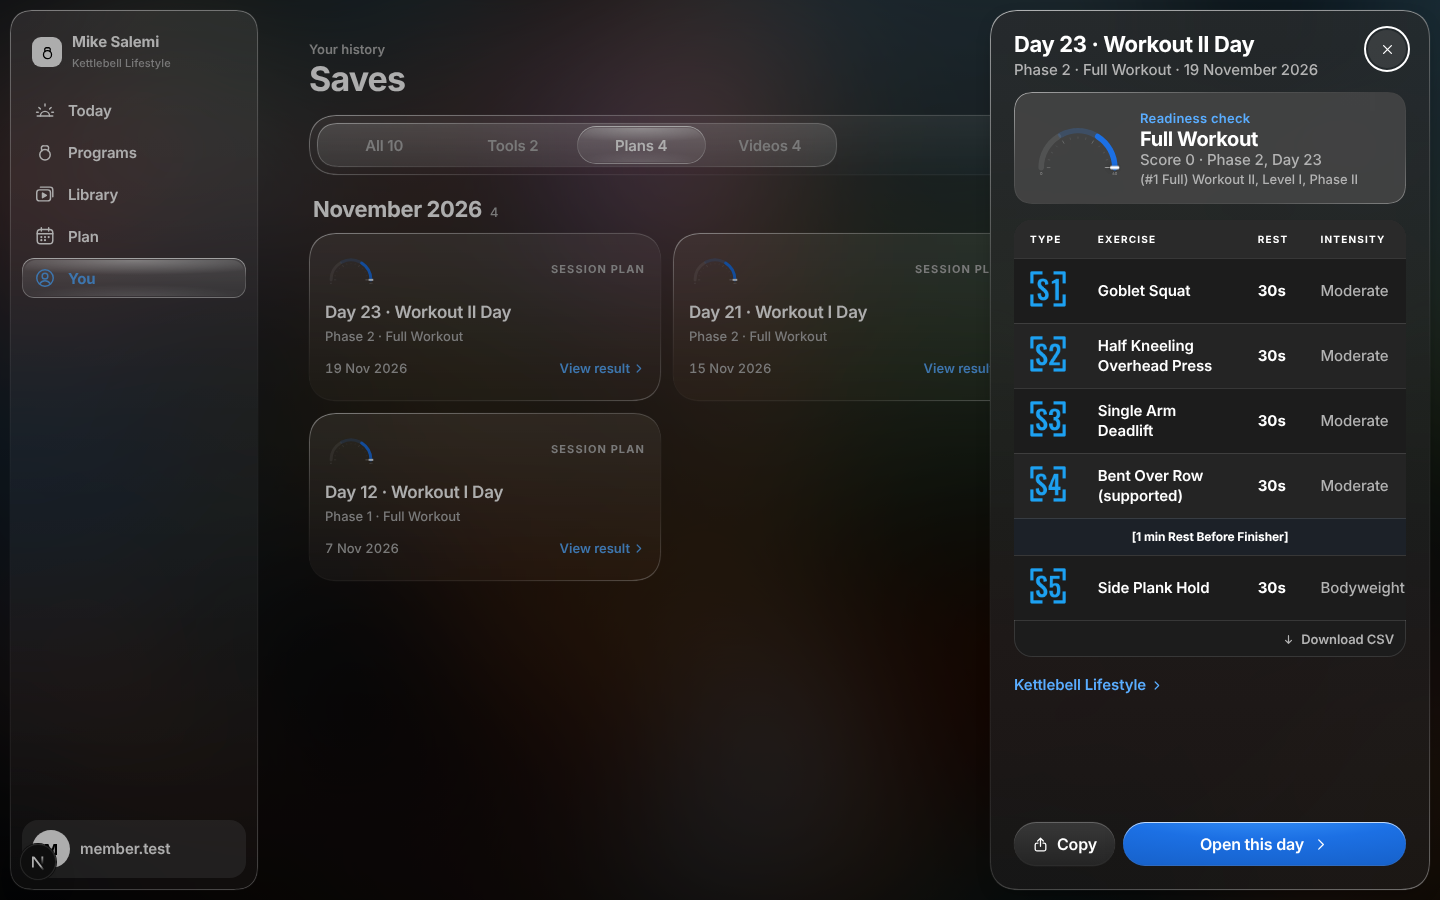 Mike Salemi
Kettlebell Lifestyle
Today
Programs
Library
Plan
You
member.test
N
Your history
Saves
All 10
Tools 2
Plans 4
Videos 4
November 2026 4
SESSION PLAN
Day 23 · Workout II Day
Phase 2 · Full Workout
19 Nov 2026
View result
SESSION PL
Day 21 · Workout I Day
Phase 2 · Full Workout
15 Nov 2026
View resul
SESSION PLAN
Day 12 · Workout I Day
Phase 1 · Full Workout
7 Nov 2026
View result
Day 23 · Workout II Day
Phase 2 · Full Workout · 19 November 2026
Readiness check
Full Workout
Score 0 · Phase 2, Day 23
(#1 Full) Workout II, Level I, Phase II
TYPE EXERCISE REST INTENSITY
S1 Goblet Squat 30s Moderate
S2 Half Kneeling
Overhead Press 30s Moderate
S3 Single Arm
Deadlift 30s Moderate
S4 Bent Over Row
(supported) 30s Moderate
[1 min Rest Before Finisher]
S5 Side Plank Hold 30s Bodyweight
Download CSV
Kettlebell Lifestyle
Copy
Open this day